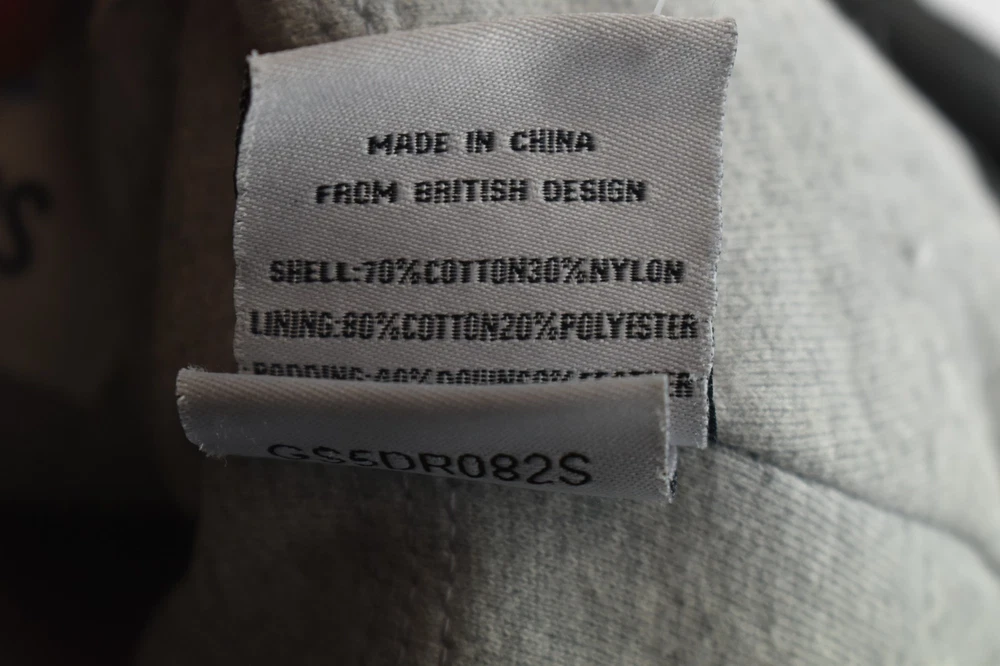 MADE IN CHINA
FROM BRITISH DESIGN
SHELL:70%COTTON30%NYLON
LINING:80%COTTON20%POLYESTER
GS5DR082S